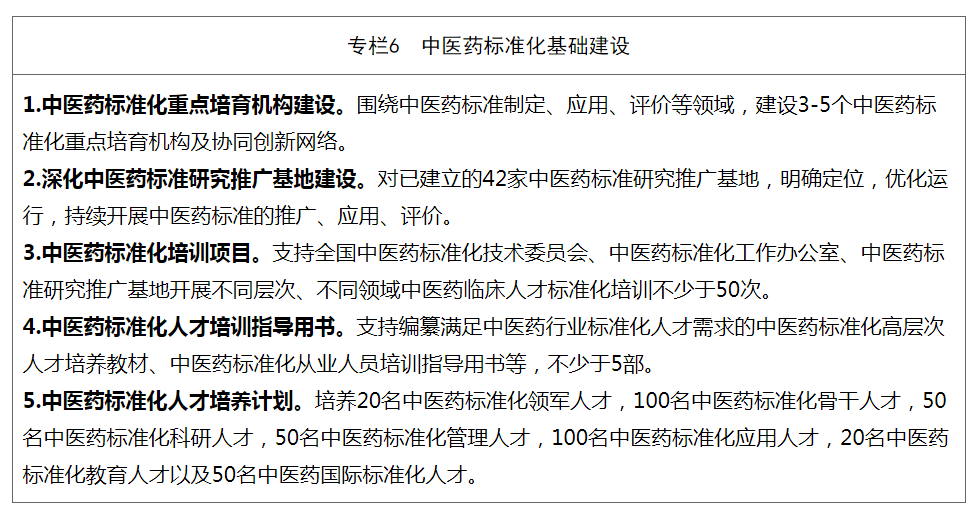 专栏6　中医药标准化基础建设
1.中医药标准化重点培育机构建设。围绕中医药标准制定、应用、评价等领域，建设3-5个中医药标
准化重点培育机构及协同创新网络。
2.深化中医药标准研究推广基地建设。对已建立的42家中医药标准研究推广基地，明确定位，优化运
行，持续开展中医药标准的推广、应用、评价。
3.中医药标准化培训项目。支持全国中医药标准化技术委员会、中医药标准化工作办公室、中医药标
准研究推广基地开展不同层次、不同领域中医药临床人才标准化培训不少于50次。
4.中医药标准化人才培训指导用书。支持编纂满足中医药行业标准化人才需求的中医药标准化高层次
人才培养教材、中医药标准化从业人员培训指导用书等，不少于5部。
5.中医药标准化人才培养计划。培养20名中医药标准化领军人才，100名中医药标准化骨干人才，50
名中医药标准化科研人才，50名中医药标准化管理人才，100名中医药标准化应用人才，20名中医药
标准化教育人才以及50名中医药国际标准化人才。